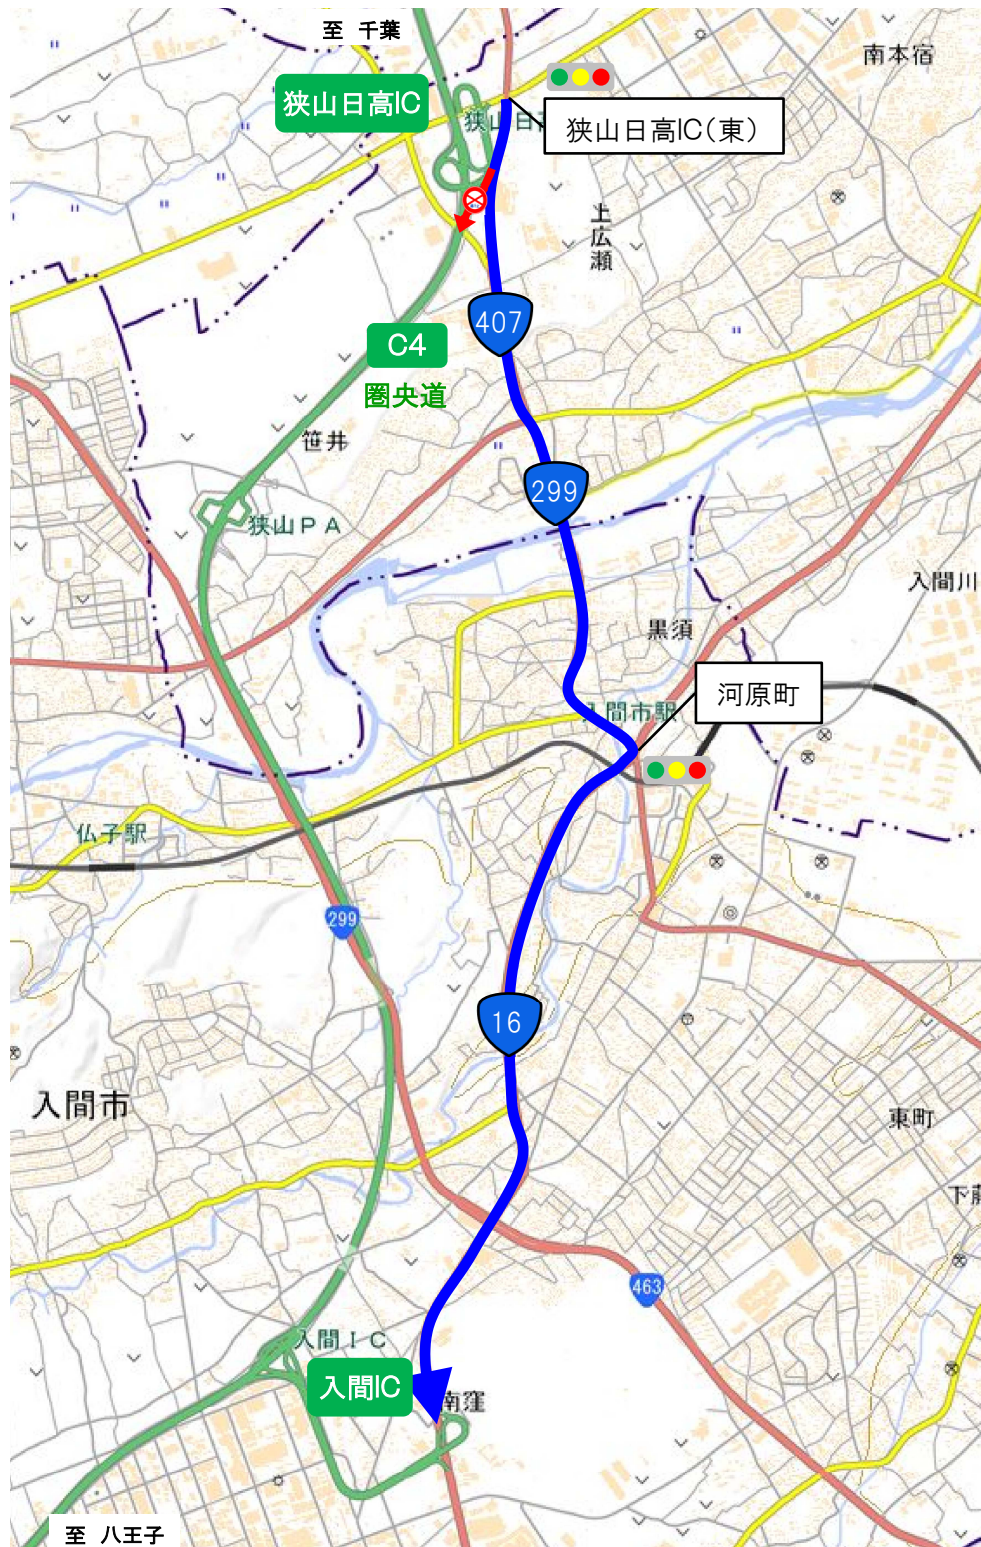 至 千葉
南本宿
狭山日高IC
狭山日高IC(東)
上広瀬
407
C4
圏央道
笹井
299
狭山PA
入間川
黒須
河原町
入間市駅
仏子駅
299
16
入間市
東町
463
入間IC
入間IC
南窪
至 八王子